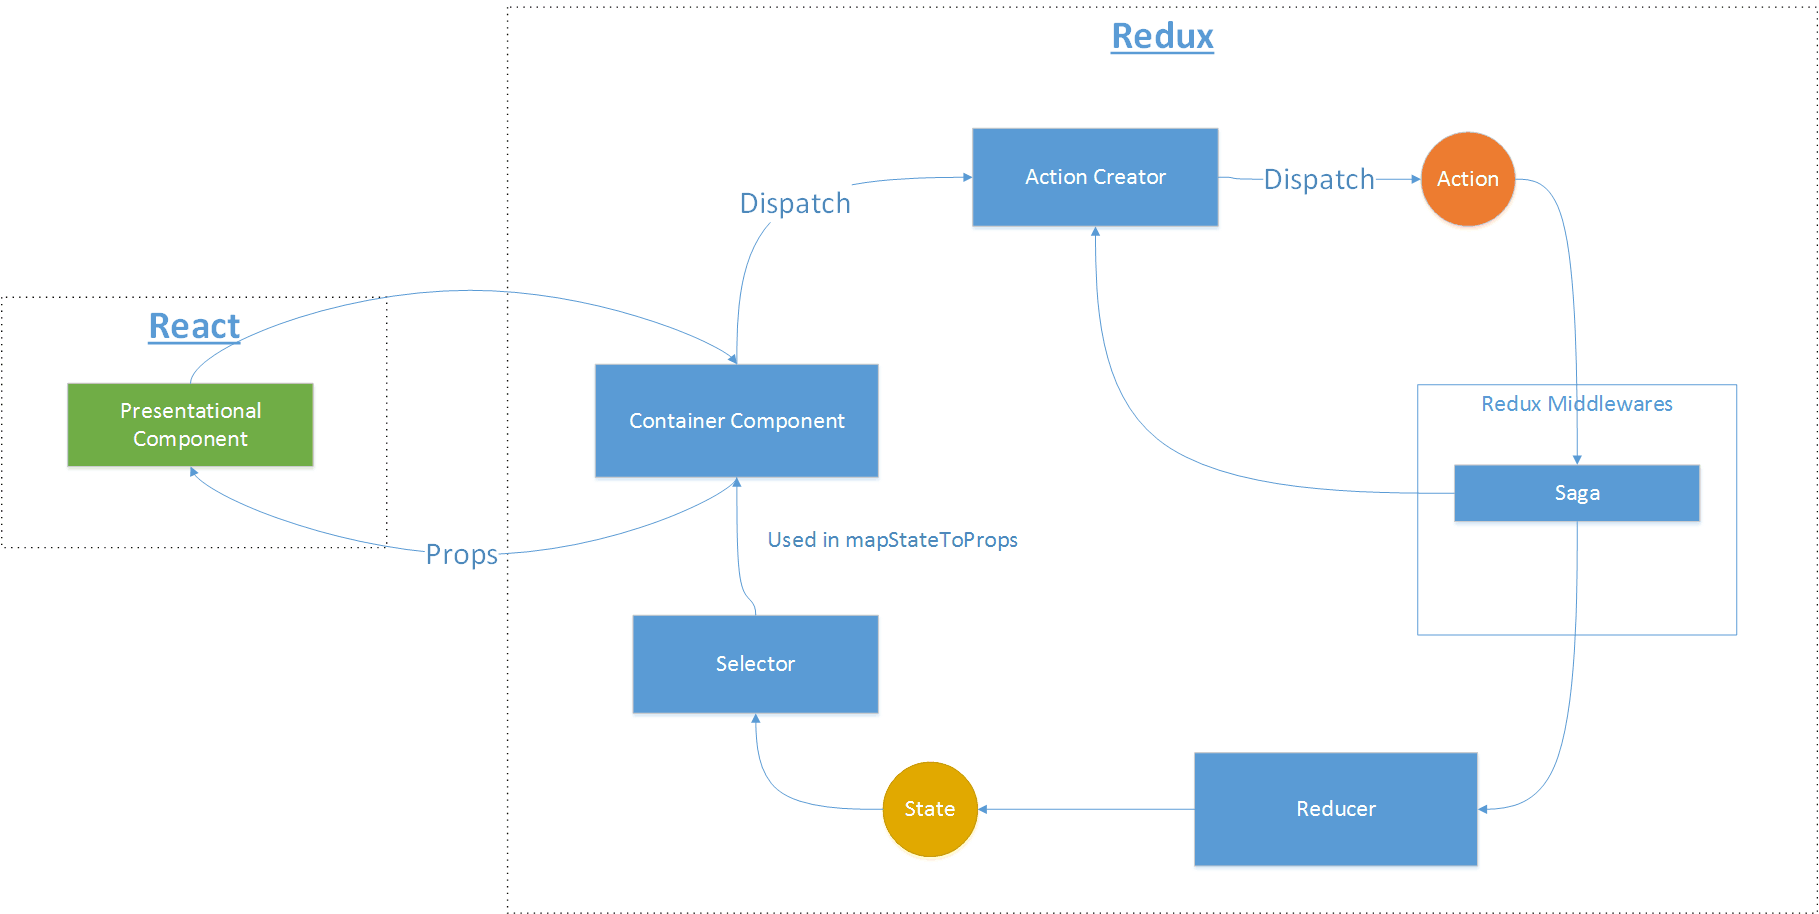 Redux
Action Creator
Dispatch
Action
Dispatch
React
Presentational
Component
Container Component
Redux Middlewares
Saga
Used in mapStateToProps
Props
Selector
State
Reducer